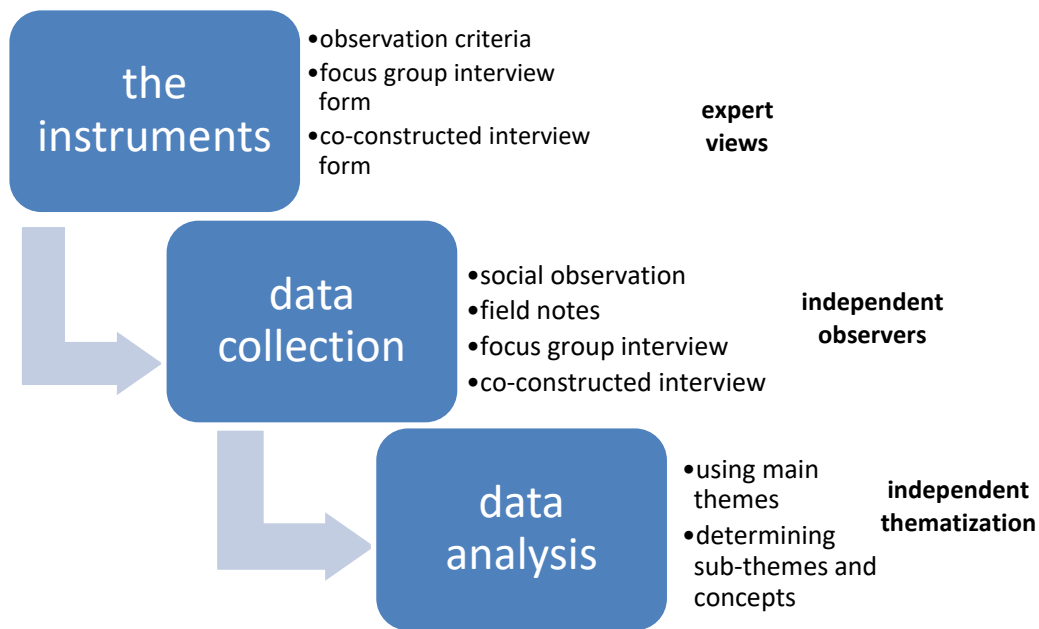 the
instruments
•observation criteria
•focus group interview
form
•co-constructed interview
form
expert
views
data
collection
•social observation
•field notes
•focus group interview
•co-constructed interview
independent
observers
data
analysis
•using main
themes
•determining
sub-themes and
concepts
independent
thematization